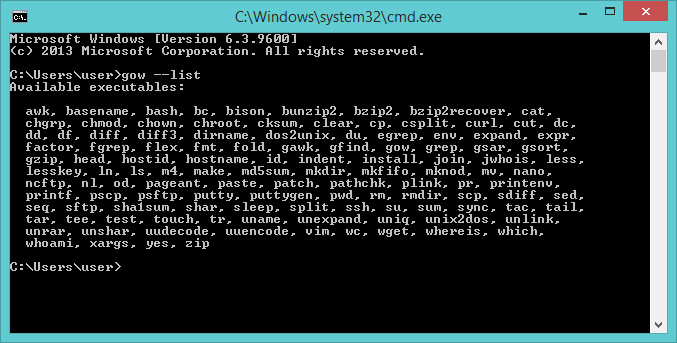 C:\Windows\system32\cmd.exe
Microsoft Windows [Version 6.3.9600]
(c) 2013 Microsoft Corporation. All rights reserved.
C:\Users\user>gow --list
Available executables:
awk, basename, bash, bc, bison, bunzip2, bzip2, bzip2recover, cat,
chgrp, chmod, chown, chroot, cksum, clear, cp, csplit, curl, cut, dc,
dd, df, diff, diff3, dirname, dos2unix, du, egrep, env, expand, expr,
factor, fgrep, flex, fmt, fold, gawk, gfind, gow, grep, gsar, gsort,
gzip, head, hostid, hostname, id, indent, install, join, jwhois, less,
lesskey, ln, ls, m4, make, md5sum, mkdir, mkfifo, mknod, mv, nano,
ncftp, nl, od, pageant, paste, patch, pathchk, plink, pr, printenv,
printf, pscp, psftp, putty, puttygen, pwd, rm, rmdir, scp, sdiff, sed,
seq, sftp, sha1sum, shar, sleep, split, ssh, su, sum, sync, tac, tail,
tar, tee, test, touch, tr, uname, unexpand, uniq, unix2dos, unlink,
unrar, unshar, uudecode, uuencode, vim, wc, wget, whereis, which,
whoami, xargs, yes, zip
C:\Users\user>